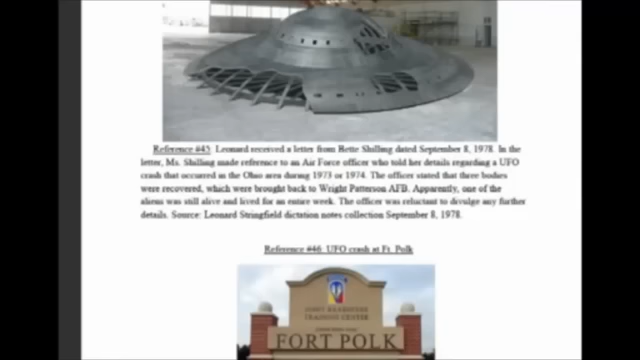 Reference #45: Leonard received a letter from Bette Shilling dated September 8, 1978. In the
letter, Ms. Shilling made reference to an Air Force officer who told her details regarding a UFO
crash that occurred in the Ohio area during 1973 or 1974. The officer stated that three bodies
were recovered, which were brought back to Wright Patterson AFB. Apparently, one of the
aliens was still alive and lived for an entire week. The officer was reluctant to divulge any further
details. Source: Leonard Stringfield dictation notes collection September 8, 1978.
Reference #46: UFO crash at Ft. Polk
JOINT READINESS
TRAINING CENTER
FORT POLK